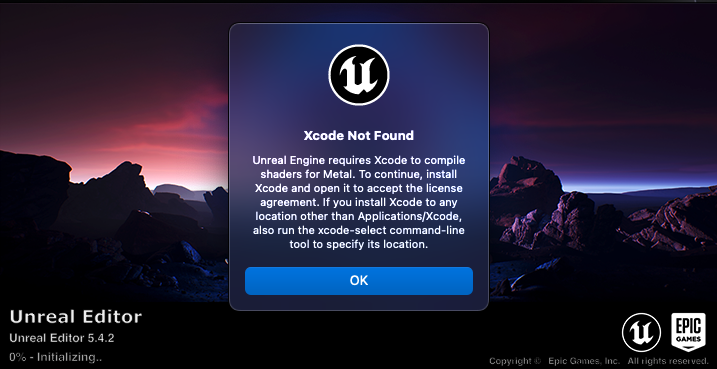 Xcode Not Found
Unreal Engine requires Xcode to compile
shaders for Metal. To continue, install
Xcode and open it to accept the license
agreement. If you install Xcode to any
location other than Applications/Xcode,
also run the xcode-select command-line
tool to specify its location.
OK
Unreal Editor
Unreal Editor 5.4.2
0% - Initializing..
EPIC
GAMES
Copyright © Epic Games, Inc. All rights reserved.